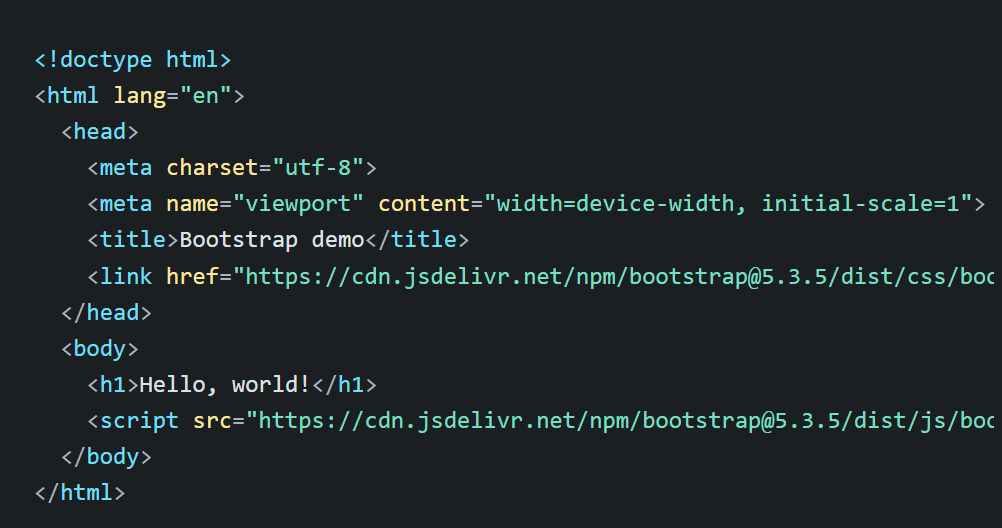 <!doctype html>
<html lang="en">
<head>
<meta charset="utf-8">
<meta name="viewport" content="width=device-width, initial-scale=1">
<title>Bootstrap demo</title>
<link href="https://cdn.jsdelivr.net/npm/bootstrap@5.3.5/dist/css/boo
</head>
<body>
<h1>Hello, world!</h1>
<script src="https://cdn.jsdelivr.net/npm/bootstrap@5.3.5/dist/js/boo
</body>
</html>